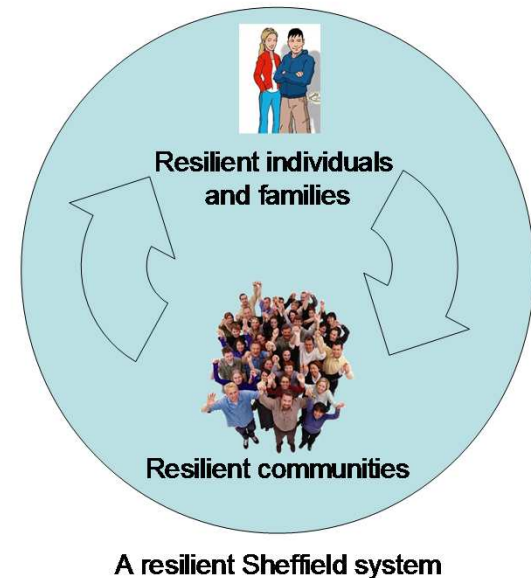 Resilient individuals
and families
Resilient communities
A resilient Sheffield system